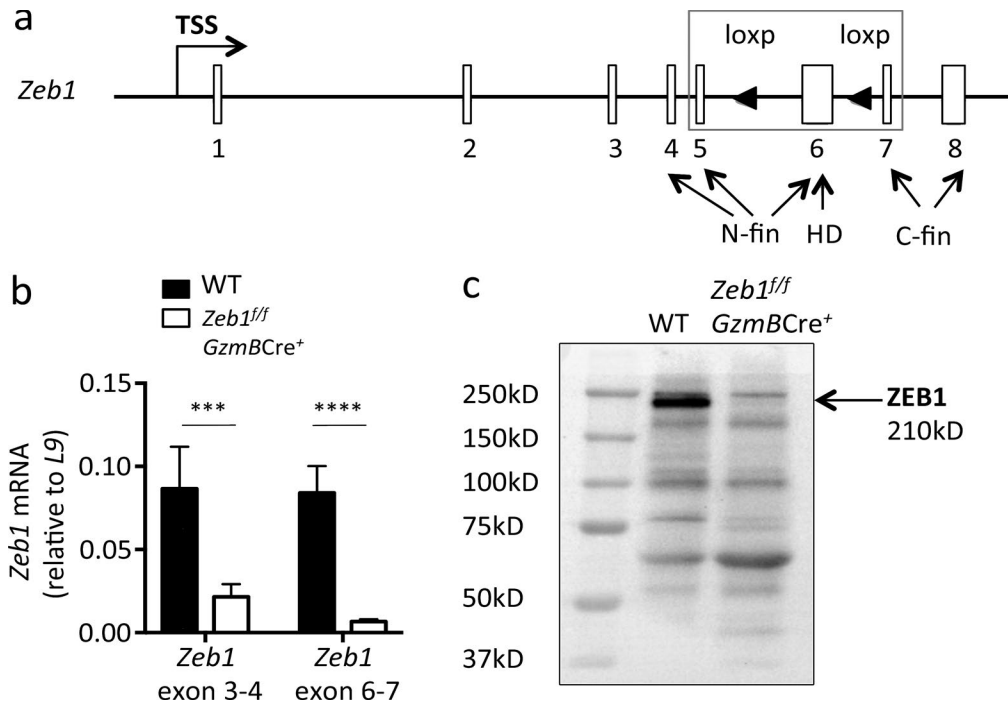 a
TSS
loxp loxp
Zeb1
1 2 3 4 5 6 7 8
N-fin HD C-fin
b
WT
Zeb1f/f
GzmBCre+
0.15
0.10
0.05
0.00
Zeb1 mRNA
(relative to L9)
*** ****
Zeb1 Zeb1
exon 3-4 exon 6-7
c
Zeb1f/f
WT GzmBCre+
250kD
150kD
100kD
75kD
50kD
37kD
ZEB1
210kD